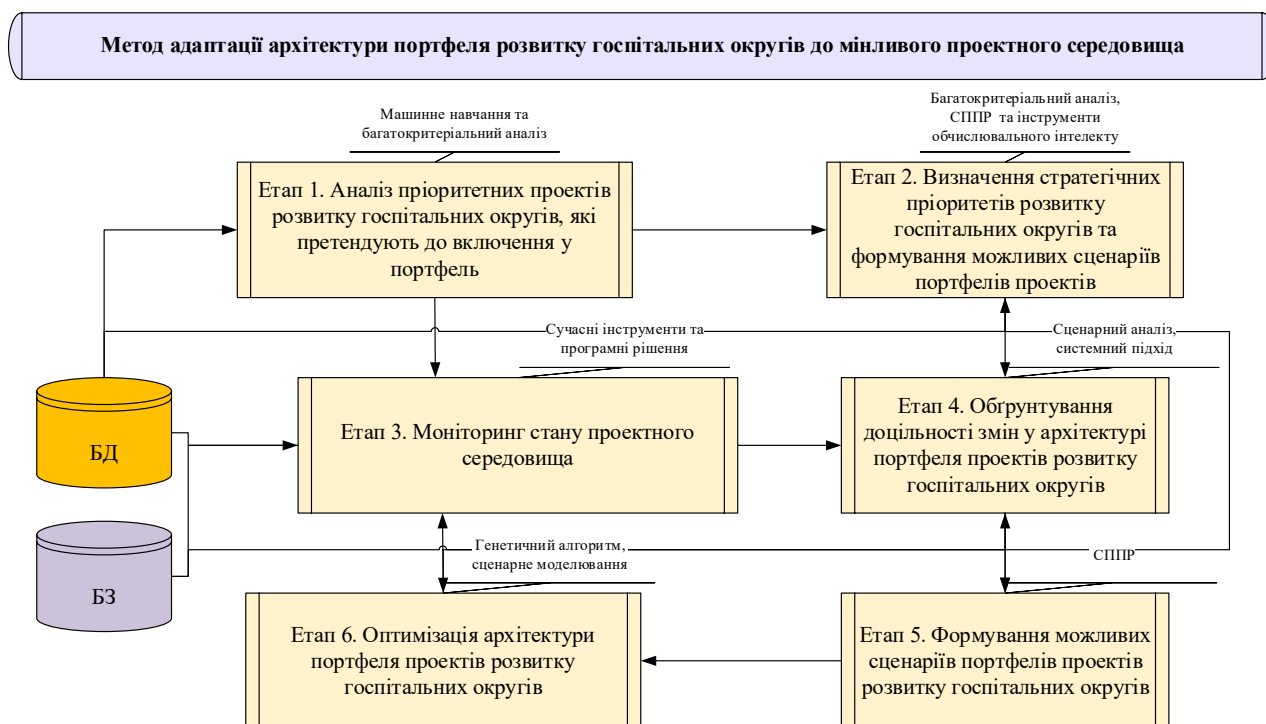 Метод адаптації архітектури портфеля розвитку госпітальних округів до мінливого проектного середовища
Машинне навчання та
багатокритеріальний аналіз
Багатокритеріальний аналіз,
СППР та інструменти
обчислювального інтелекту
Етап 1. Аналіз пріоритетних проектів
розвитку госпітальних округів, які
претендують до включення у
портфель
Етап 2. Визначення стратегічних
пріоритетів розвитку
госпітальних округів та
формування можливих сценаріїв
портфелів проектів
Сучасні інструменти та
програмні рішення
Сценарний аналіз,
системний підхід
БД
Етап 3. Моніторинг стану проектного
середовища
Етап 4. Обґрунтування
доцільності змін у архітектурі
портфеля проектів розвитку
госпітальних округів
БЗ
Генетичний алгоритм,
сценарне моделювання
СППР
Етап 6. Оптимізація архітектури
портфеля проектів розвитку
госпітальних округів
Етап 5. Формування можливих
сценаріїв портфелів проектів
розвитку госпітальних округів